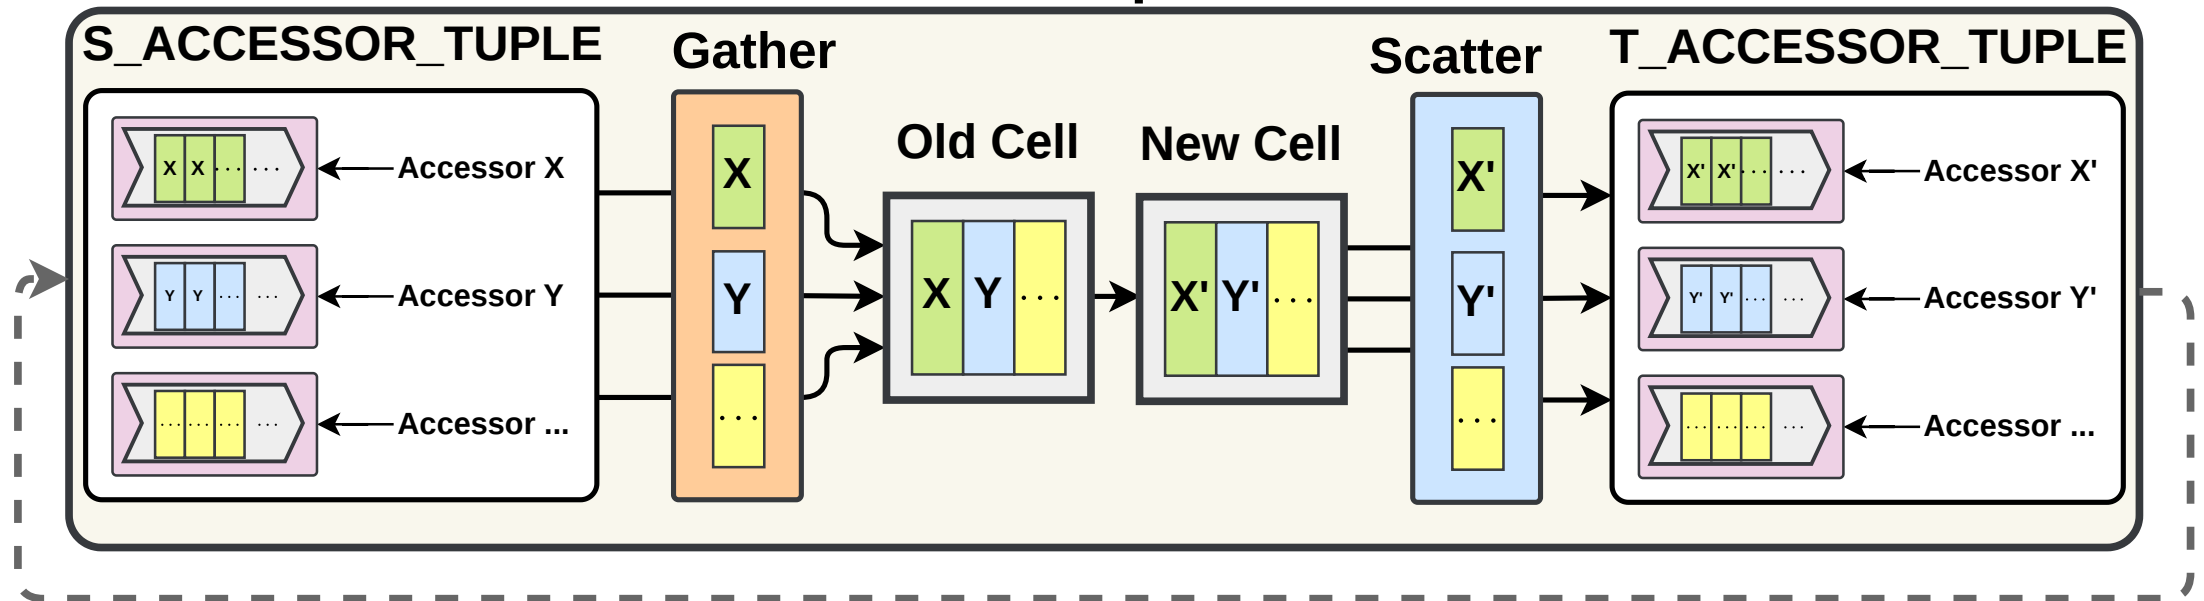 S_ACCESSOR_TUPLE
Gather
Scatter
T_ACCESSOR_TUPLE
Old Cell
New Cell
X X ... ...
Accessor X
Y Y ... ...
Accessor Y
... ... ... ...
Accessor ...
X
Y
...
X Y ...
X' Y' ...
X'
Y'
...
X' X' ... ...
Accessor X'
Y' Y' ... ...
Accessor Y'
... ... ... ...
Accessor ...